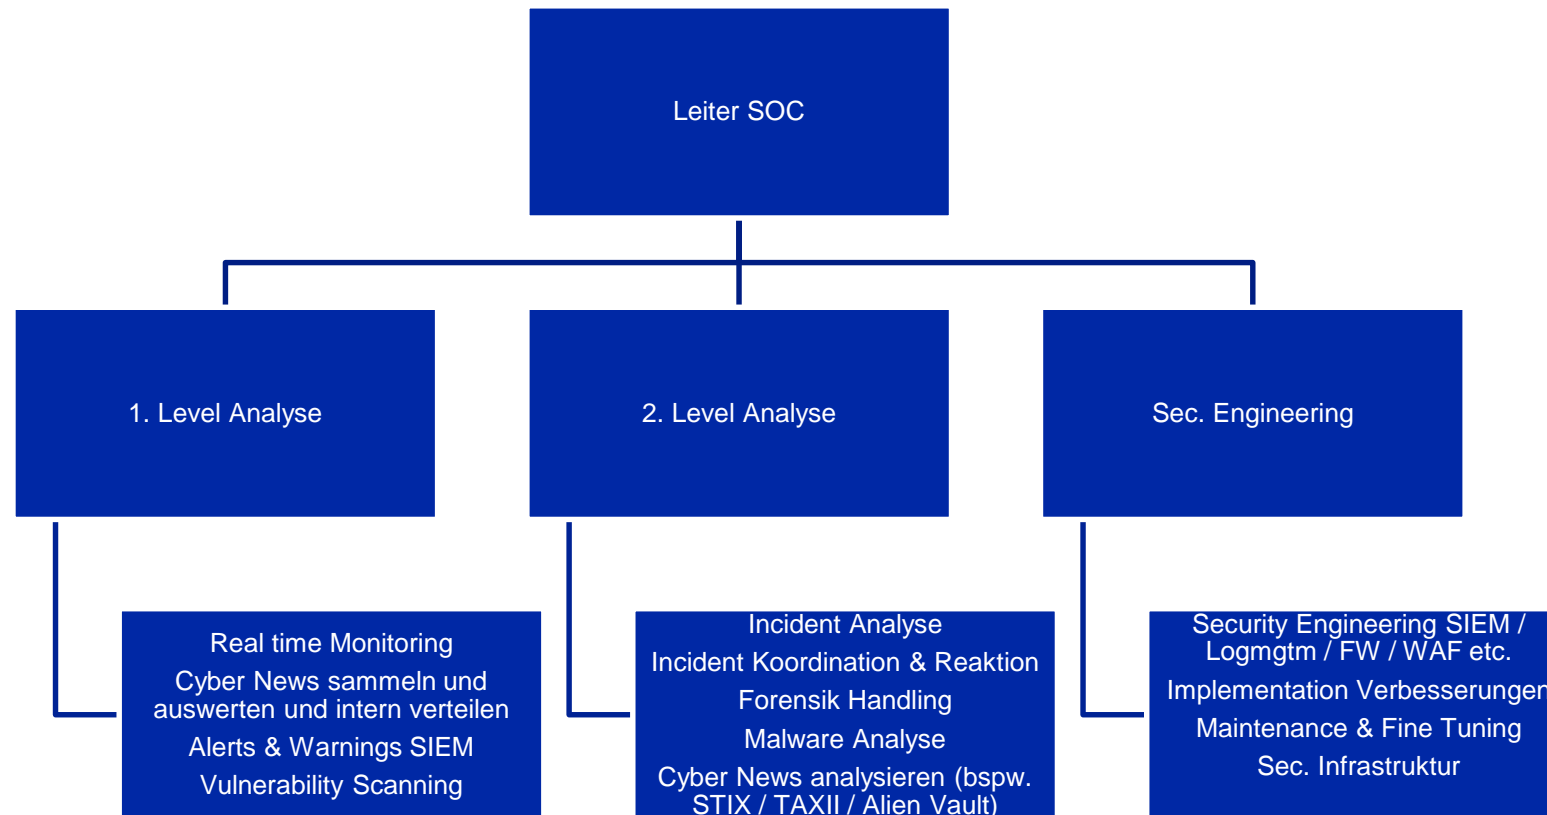 Leiter SOC
1. Level Analyse
2. Level Analyse
Sec. Engineering
Real time Monitoring
Cyber News sammeln und
auswerten und intern verteilen
Alerts & Warnings SIEM
Vulnerability Scanning
Incident Analyse
Incident Koordination & Reaktion
Forensik Handling
Malware Analyse
Cyber News analysieren (bspw.
STIX / TAXII / Alien Vault)
Security Engineering SIEM /
Logmgtm / FW / WAF etc.
Implementation Verbesserungen
Maintenance & Fine Tuning
Sec. Infrastruktur